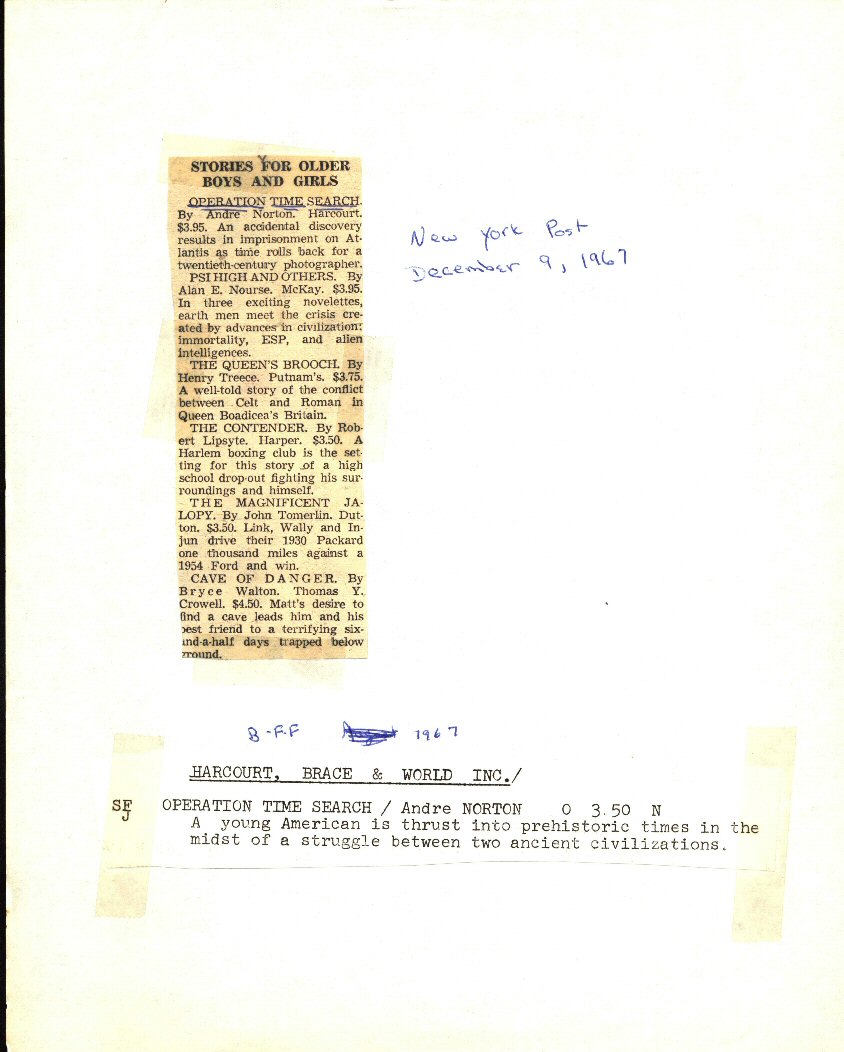 STORIES FOR OLDER
BOYS AND GIRLS
OPERATION TIME SEARCH.
By Andre Norton. Harcourt.
$3.95. An accidental discovery
results in imprisonment on At-
lantis as time rolls back for a
twentieth-century photographer.
PSI HIGH AND OTHERS. By
Alan E. Nourse. McKay. $3.95.
In three exciting novelettes,
earth men meet the crisis cre-
ated by advances in civilization:
immortality, ESP, and alien
intelligences.
THE QUEEN'S BROOCH. By
Henry Treece. Putnam's. $3.75.
A well-told story of the conflict
between Celt and Roman in
Queen Boadicea's Britain.
THE CONTENDER. By Rob-
ert Lipsyte. Harper. $3.50. A
Harlem boxing club is the set-
ting for this story of a high
school drop-out fighting his sur-
roundings and himself.
THE MAGNIFICENT JA-
LOPY. By John Tomerlin. Dut-
ton. $3.50. Link, Wally and In-
jun drive their 1930 Packard
one thousand miles against a
1954 Ford and win.
CAVE OF DANGER. By
Bryce Walton. Thomas Y.
Crowell. $4.50. Matt's desire to
find a cave leads him and his
best friend to a terrifying six-
and-a-half days trapped below
ground.
New York Post
December 9, 1967
B-F-F August 1967
HARCOURT, BRACE & WORLD INC./
SF OPERATION TIME SEARCH / Andre NORTON O 3.50 N
J A young American is thrust into prehistoric times in the
midst of a struggle between two ancient civilizations.